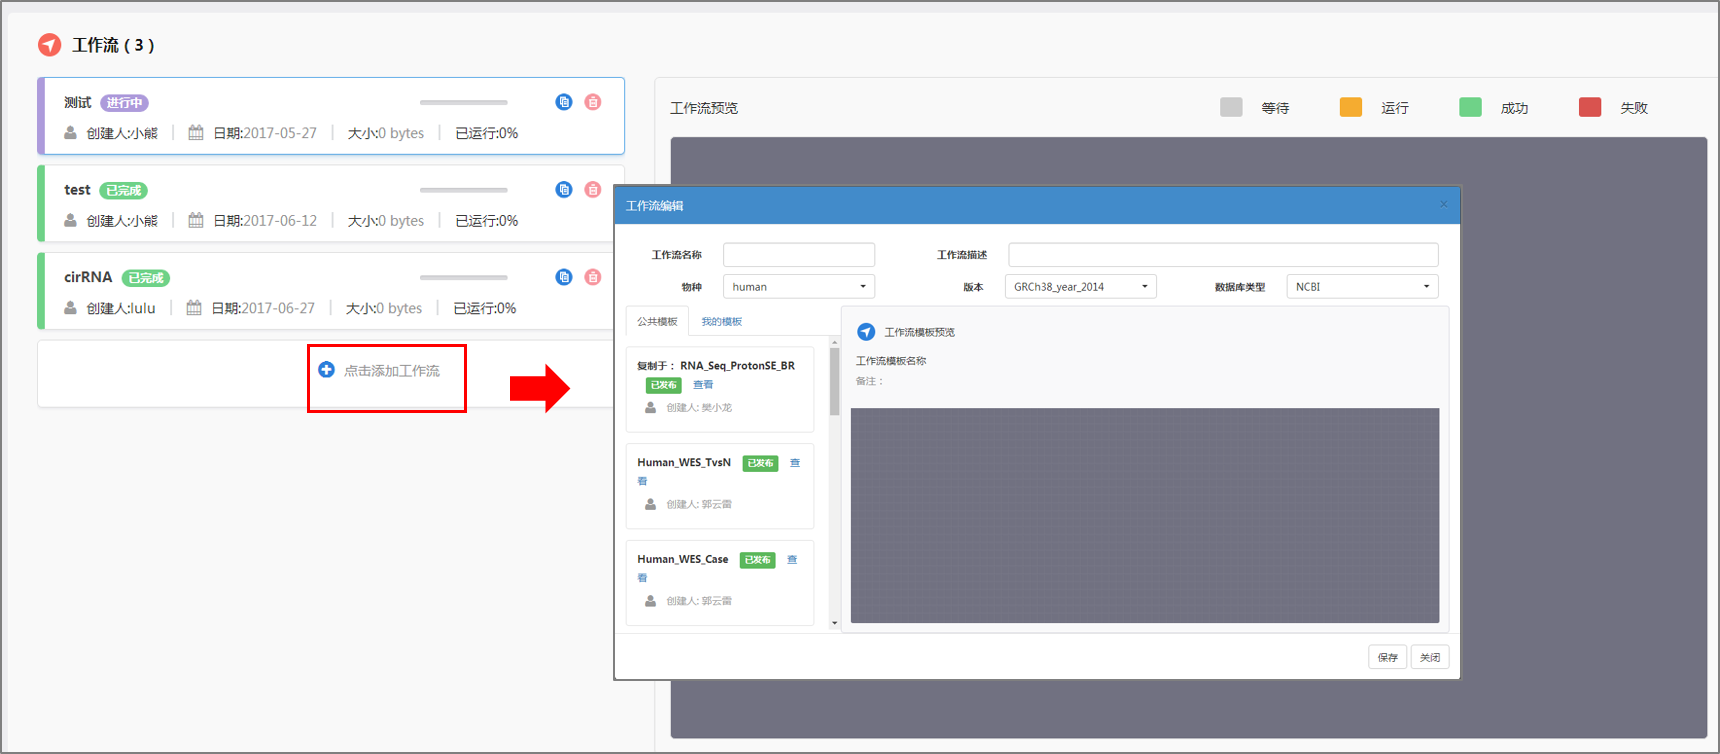 工作流（3）
测试 进行中
创建人:小熊 日期:2017-05-27 大小:0 bytes 已运行:0%
test 已完成
创建人:小熊 日期:2017-06-12 大小:0 bytes 已运行:0%
cirRNA 已完成
创建人:lulu 日期:2017-06-27 大小:0 bytes 已运行:0%
点击添加工作流
工作流预览 等待 运行 成功 失败
工作流编辑 ×
工作流名称 工作流描述
物种 human 版本 GRCh38_year_2014 数据库类型 NCBI
公共模板 我的模板
复制于： RNA_Seq_ProtonSE_BR
已发布 查看
创建人: 樊小龙
Human_WES_TvsN 已发布 查
看
创建人: 郭云雷
Human_WES_Case 已发布 查
看
创建人: 郭云雷
工作流模板预览
工作流模板名称
备注：
保存 关闭